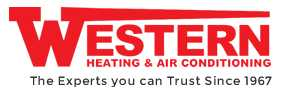 WESTERN
HEATING & AIR CONDITIONING
The Experts you can Trust Since 1967